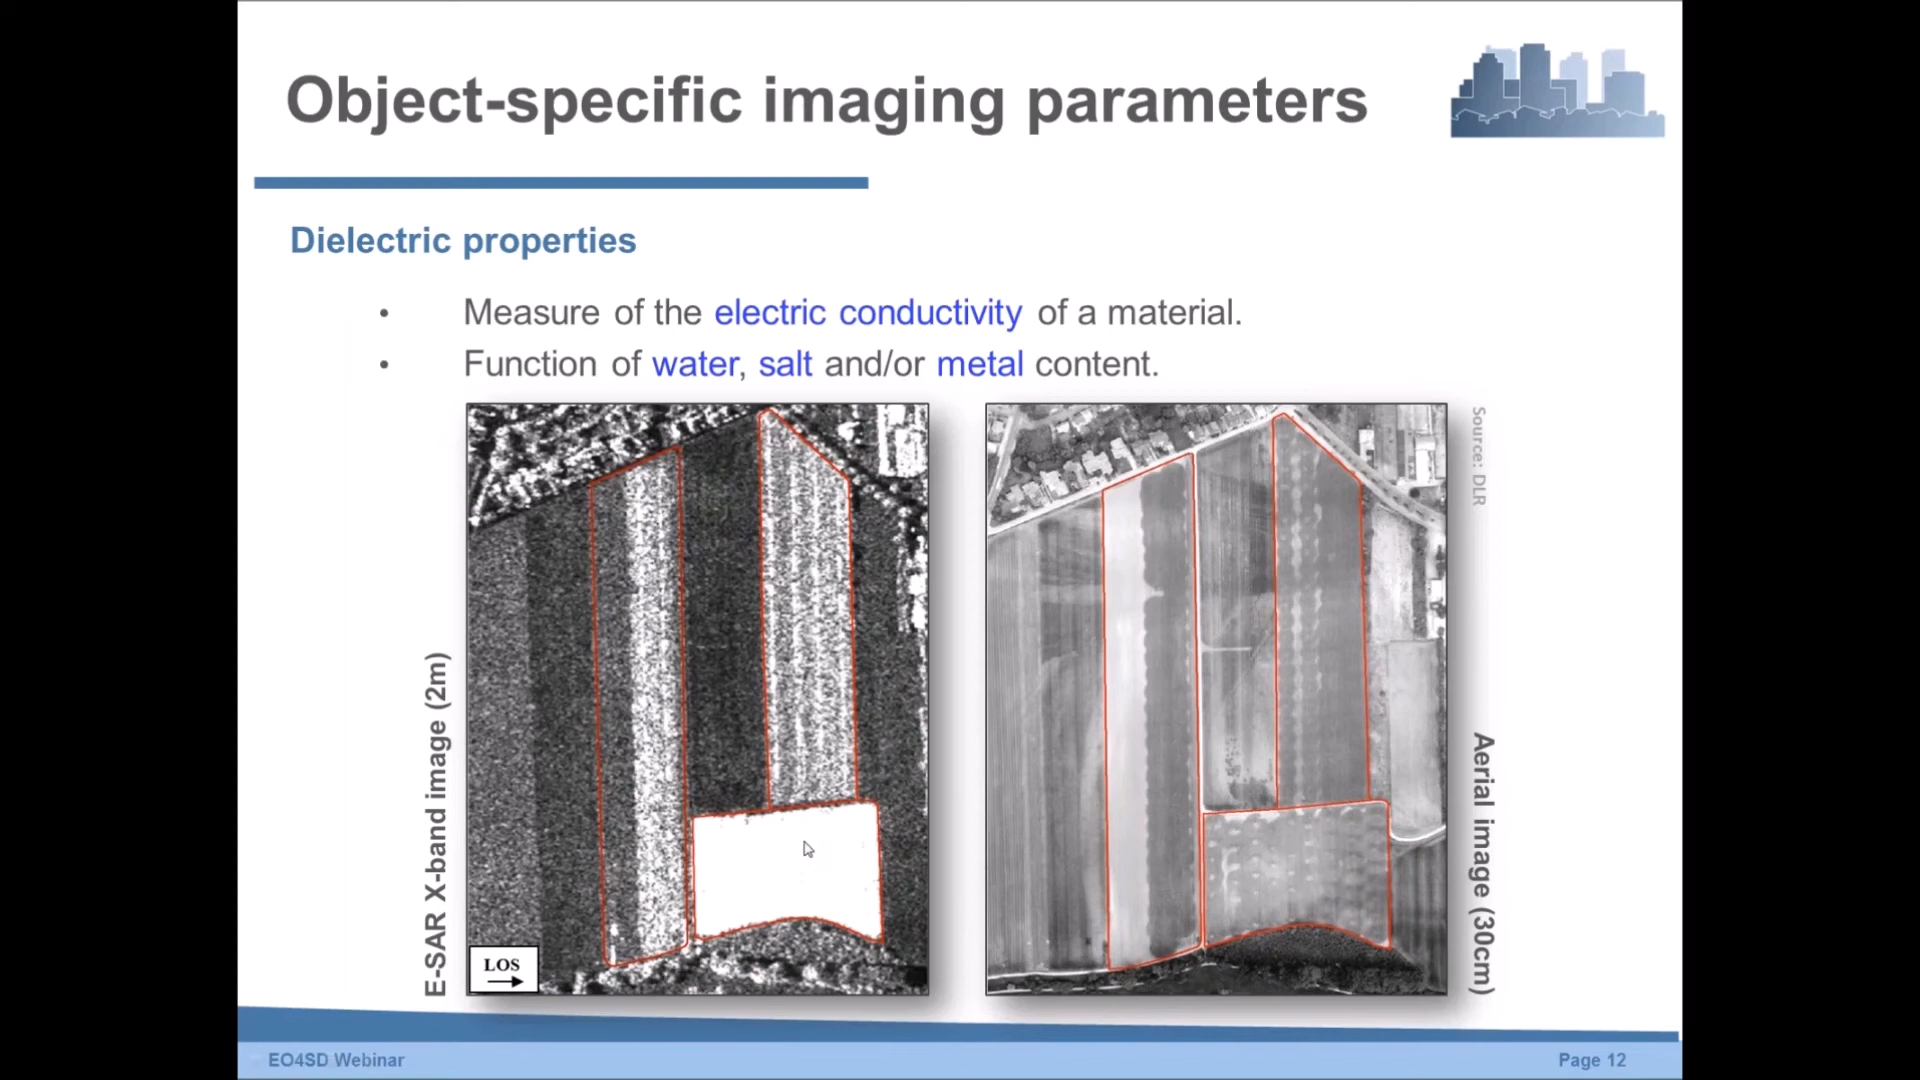 Object-specific imaging parameters
Dielectric properties
• Measure of the electric conductivity of a material.
• Function of water, salt and/or metal content.
E-SAR X-band image (2m)
LOS
Source: DLR
Aerial image (30cm)
EO4SD Webinar
Page 12